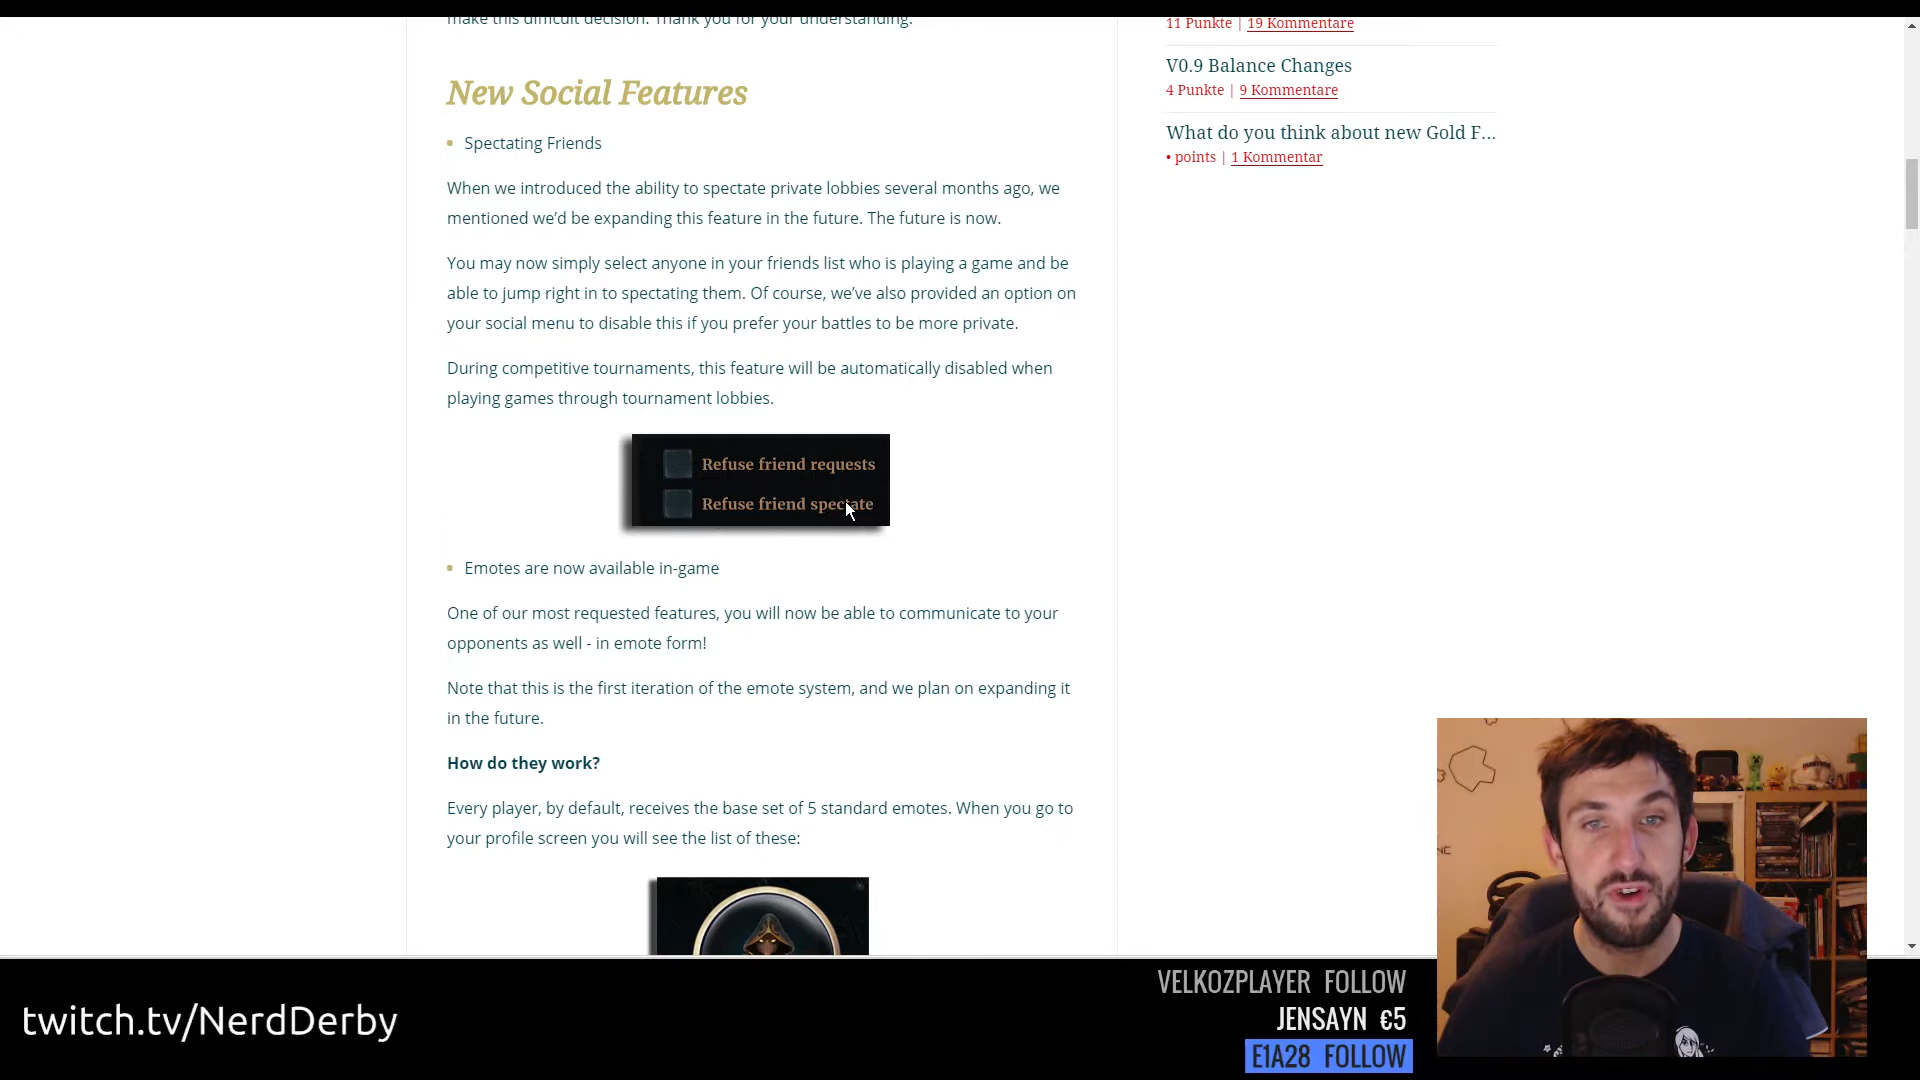 make this difficult decision. Thank you for your understanding.
New Social Features
• Spectating Friends
When we introduced the ability to spectate private lobbies several months ago, we
mentioned we’d be expanding this feature in the future. The future is now.
You may now simply select anyone in your friends list who is playing a game and be
able to jump right in to spectating them. Of course, we’ve also provided an option on
your social menu to disable this if you prefer your battles to be more private.
During competitive tournaments, this feature will be automatically disabled when
playing games through tournament lobbies.
Refuse friend requests
Refuse friend spectate
• Emotes are now available in-game
One of our most requested features, you will now be able to communicate to your
opponents as well - in emote form!
Note that this is the first iteration of the emote system, and we plan on expanding it
in the future.
How do they work?
Every player, by default, receives the base set of 5 standard emotes. When you go to
your profile screen you will see the list of these:
11 Punkte | 19 Kommentare
V0.9 Balance Changes
4 Punkte | 9 Kommentare
What do you think about new Gold F...
• points | 1 Kommentar
twitch.tv/NerdDerby
VELKOZPLAYER FOLLOW
JENSAYN €5
E1A28 FOLLOW